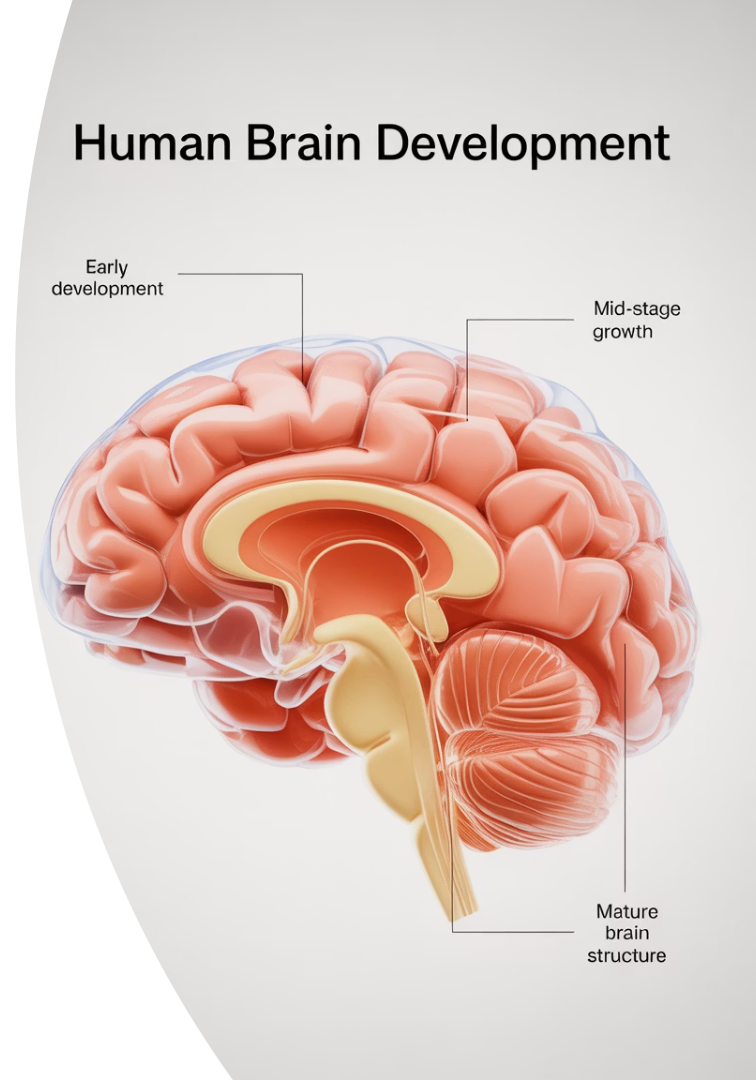 Human Brain Development
Early
development
Mid-stage
growth
Mature
brain
structure